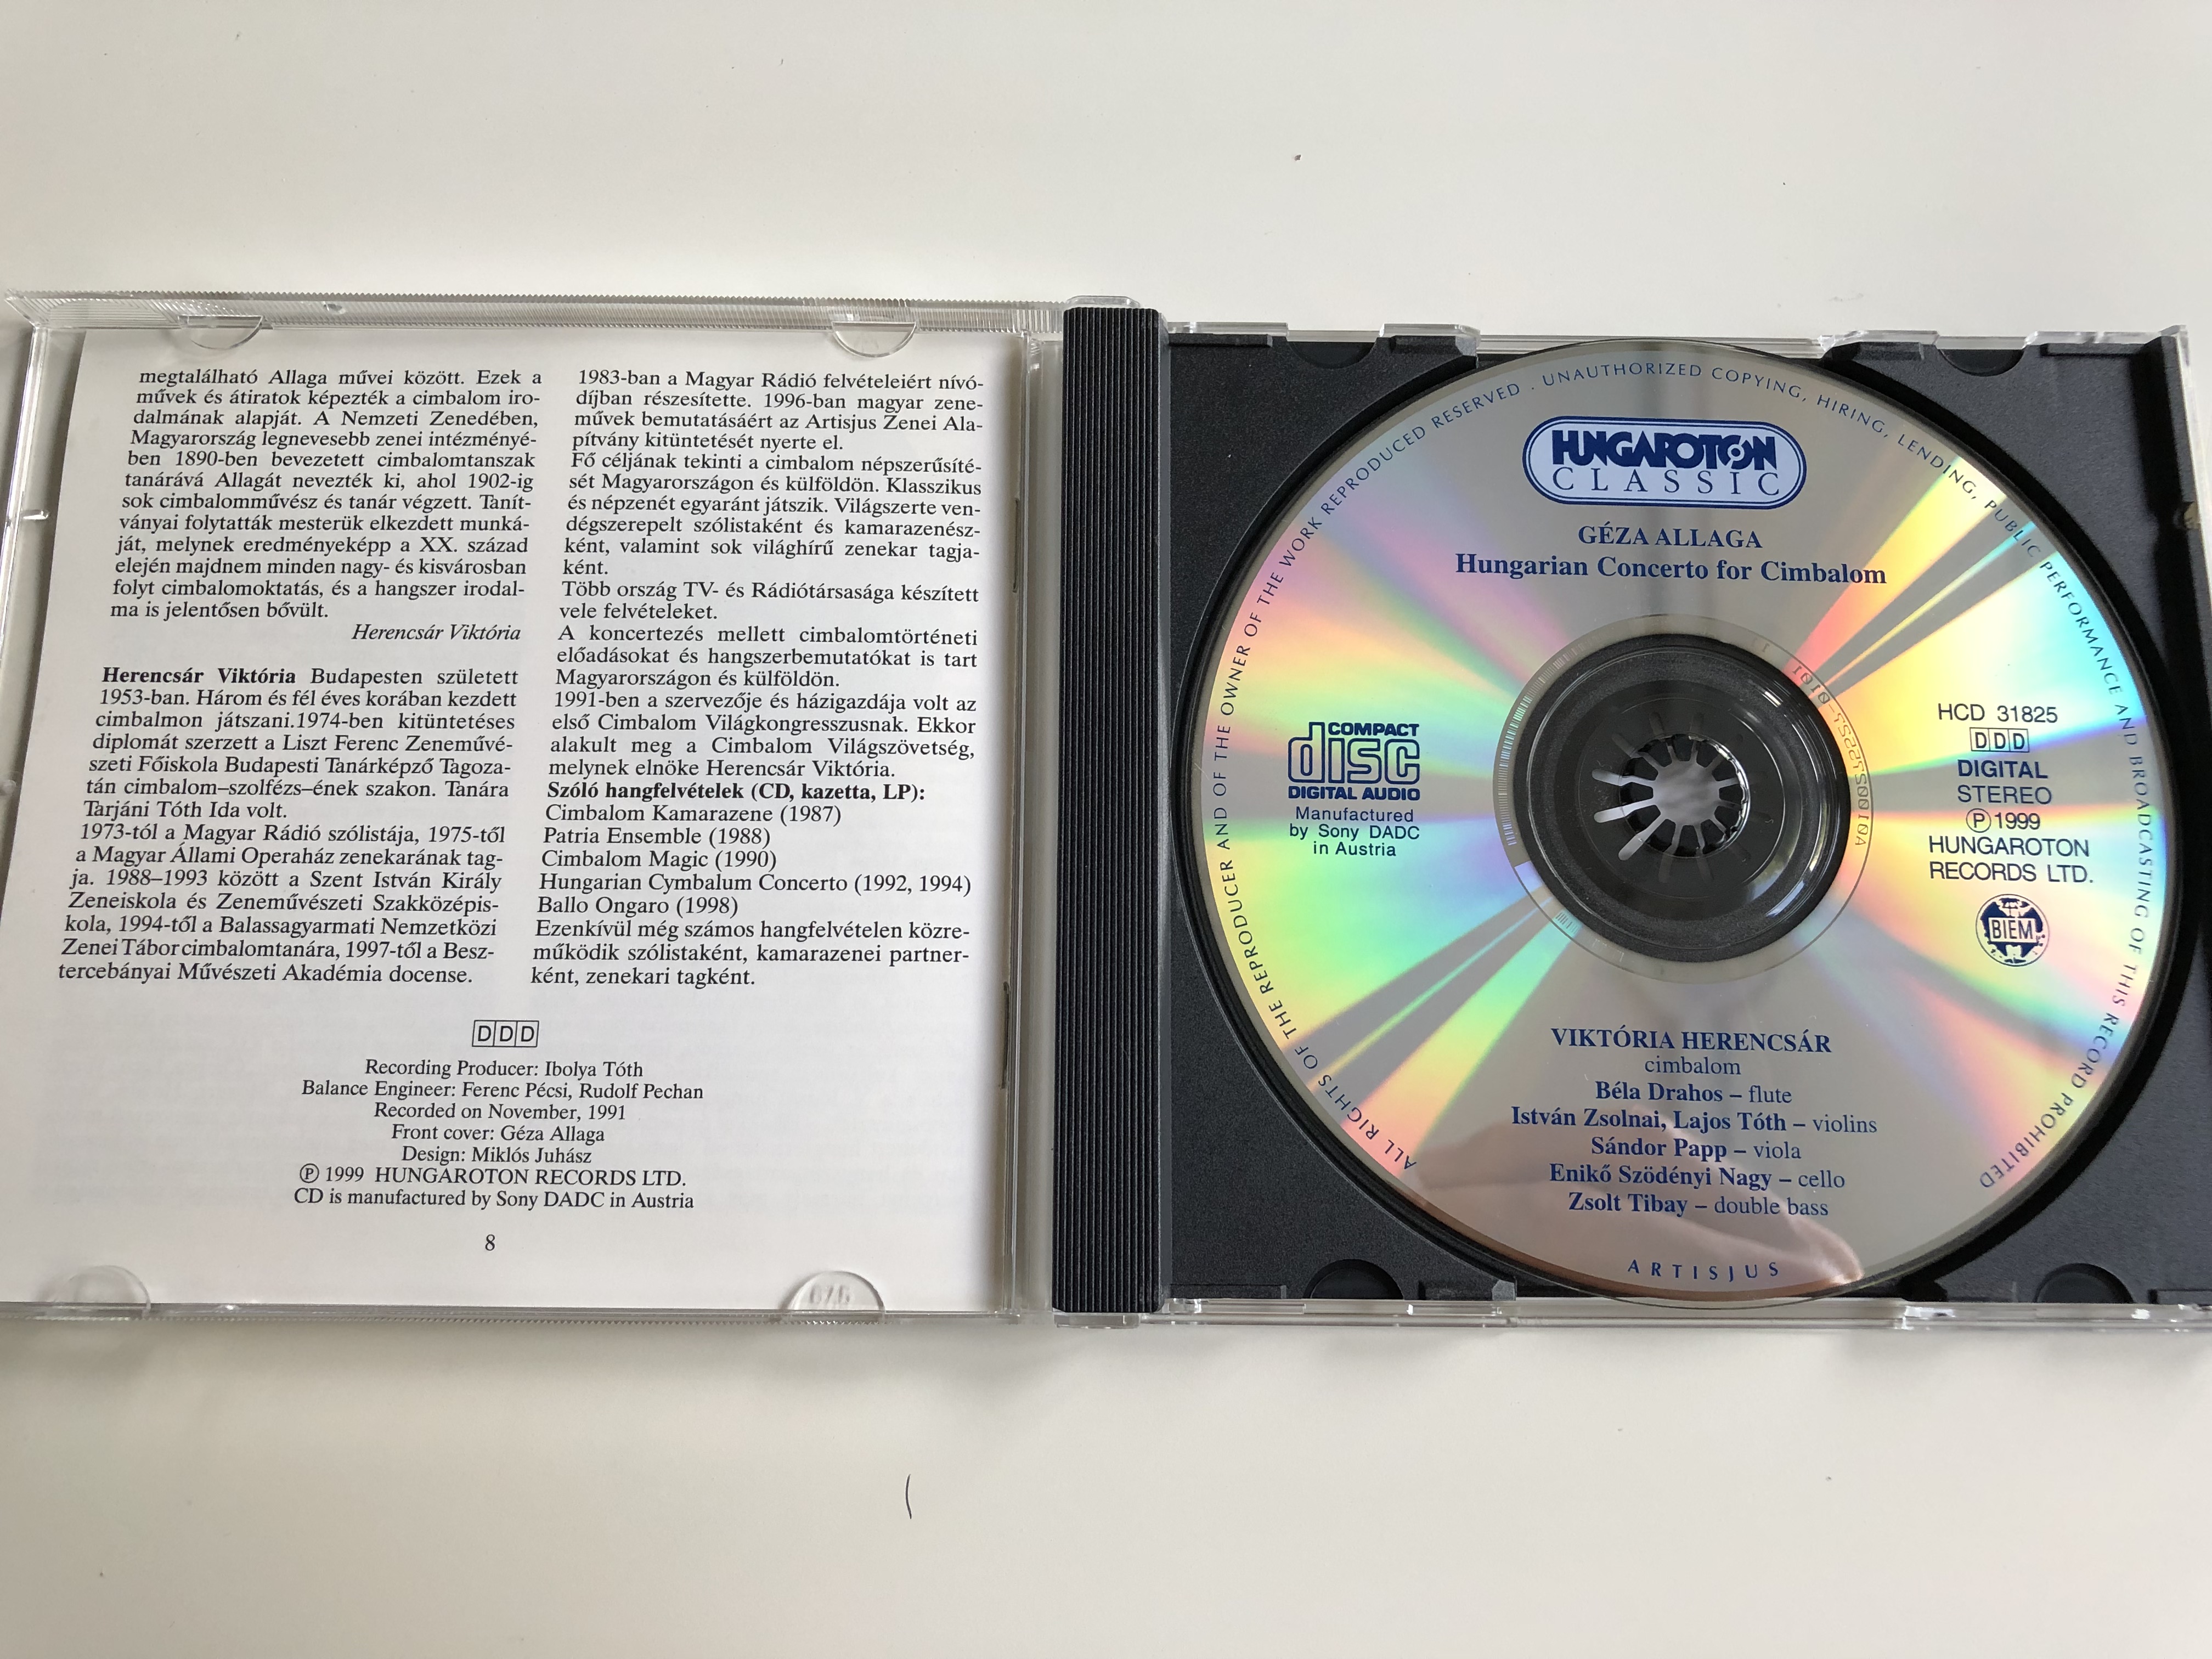 megtalálható Allaga művei között. Ezek a
művek és átiratok képezték a cimbalom iro-
dalmának alapját. A Nemzeti Zenedében,
Magyarország legnevesebb zenei intézményé-
ben 1890-ben bevezetett cimbalomtanszak
tanárává Allagát nevezték ki, ahol 1902-ig
sok cimbalomművész és tanár végzett. Tanít-
ványai folytatták mesterük elkezdett munká-
ját, melynek eredményeképp a XX. század
elején majdnem minden nagy- és kisvárosban
folyt cimbalomoktatás, és a hangszer irodal-
ma is jelentősen bővült.
Herencsár Viktória
Herencsár Viktória Budapesten született
1953-ban. Három és fél éves korában kezdett
cimbalmon játszani.1974-ben kitüntetéses
diplomát szerzett a Liszt Ferenc Zeneművé-
szeti Főiskola Budapesti Tanárképző Tagoza-
tán cimbalom–szolfézs–ének szakon. Tanára
Tarjáni Tóth Ida volt.
1973-tól a Magyar Rádió szólistája, 1975-től
a Magyar Állami Operaház zenekarának tag-
ja. 1988–1993 között a Szent István Király
Zeneiskola és Zeneművészeti Szakközépis-
kola, 1994-től a Balassagyarmati Nemzetközi
Zenei Tábor cimbalomtanára, 1997-től a Besz-
tercebányai Művészeti Akadémia docense.
1983-ban a Magyar Rádió felvételeiért nívó-
díjban részesítette. 1996-ban magyar zene-
művek bemutatásáért az Artisjus Zenei Ala-
pítvány kitüntetését nyerte el.
Fő céljának tekinti a cimbalom népszerűsíté-
sét Magyarországon és külföldön. Klasszikus
és népzenét egyaránt játszik. Világszerte ven-
dégszerepelt szólistaként és kamarazenész-
ként, valamint sok világhírű zenekar tagja-
ként.
Több ország TV- és Rádiótársasága készített
vele felvételeket.
A koncertezés mellett cimbalomtörténeti
előadásokat és hangszerbemutatókat is tart
Magyarországon és külföldön.
1991-ben a szervezője és házigazdája volt az
első Cimbalom Világkongresszusnak. Ekkor
alakult meg a Cimbalom Világszövetség,
melynek elnöke Herencsár Viktória.
Szóló hangfelvételek (CD, kazetta, LP):
Cimbalom Kamarazene (1987)
Patria Ensemble (1988)
Cimbalom Magic (1990)
Hungarian Cymbalum Concerto (1992, 1994)
Ballo Ongaro (1998)
Ezenkívül még számos hangfelvételen közre-
működik szólistaként, kamarazenei partner-
ként, zenekari tagként.
DDD
Recording Producer: Ibolya Tóth
Balance Engineer: Ferenc Pécsi, Rudolf Pechan
Recorded on November, 1991
Front cover: Géza Allaga
Design: Miklós Juhász
℗ 1999 HUNGAROTON RECORDS LTD.
CD is manufactured by Sony DADC in Austria
8
ALL RIGHTS OF THE REPRODUCER AND OF THE OWNER OF THE WORK REPRODUCED RESERVED . UNAUTHORIZED COPYING, HIRING, LENDING, PUBLIC PERFORMANCE AND BROADCASTING OF THIS RECORD PROHIBITED
HUNGAROTON
CLASSIC
GÉZA ALLAGA
Hungarian Concerto for Cimbalom
COMPACT
disc
DIGITAL AUDIO
Manufactured
by Sony DADC
in Austria
HCD 31825
DDD
DIGITAL
STEREO
℗ 1999
HUNGAROTON
RECORDS LTD.
BIEM
VIKTÓRIA HERENCSÁR
cimbalom
Béla Drahos – flute
István Zsolnai, Lajos Tóth – violins
Sándor Papp – viola
Enikő Szödényi Nagy – cello
Zsolt Tibay – double bass
ARTISJUS